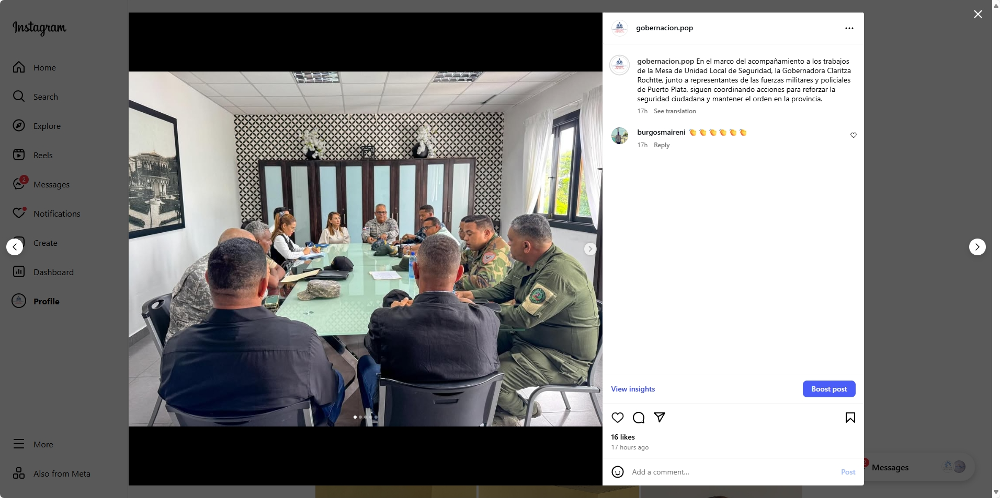 Instagram
Home
Search
Explore
Reels
2
Messages
Notifications
Create
Dashboard
Profile
More
Also from Meta
gobernacion.pop
gobernacion.pop En el marco del acompañamiento a los trabajos
de la Mesa de Unidad Local de Seguridad, la Gobernadora Claritza
Rochtte, junto a representantes de las fuerzas militares y policiales
de Puerto Plata, siguen coordinando acciones para reforzar la
seguridad ciudadana y mantener el orden en la provincia.
17h See translation
burgosmaireni 👏👏👏👏👏👏
17h Reply
View insights
Boost post
16 likes
17 hours ago
Add a comment...
Post
Messages